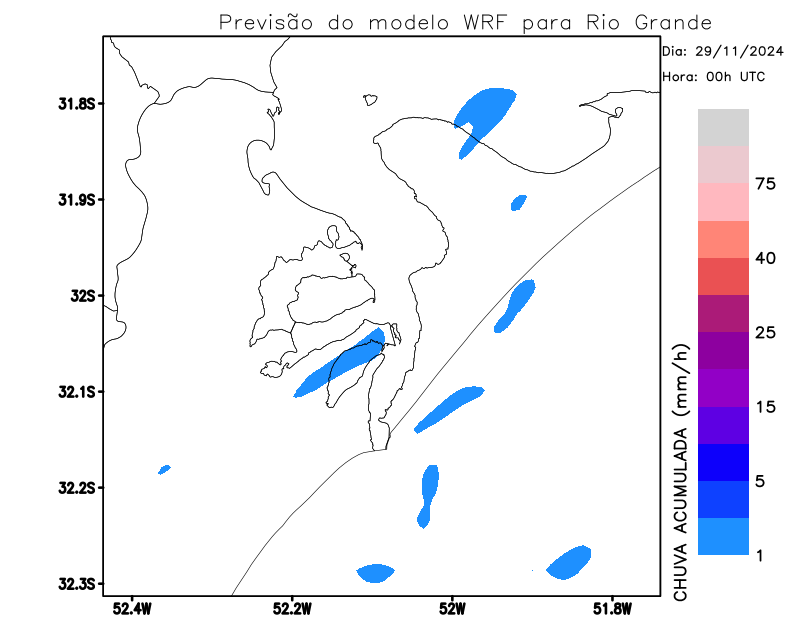 Previsão do modelo WRF para Rio Grande
Dia: 29/11/2024
Hora: 00h UTC
31.8S
31.9S
32S
32.1S
32.2S
32.3S
52.4W
52.2W
52W
51.8W
75
40
25
15
5
1
CHUVA ACUMULADA (mm/h)